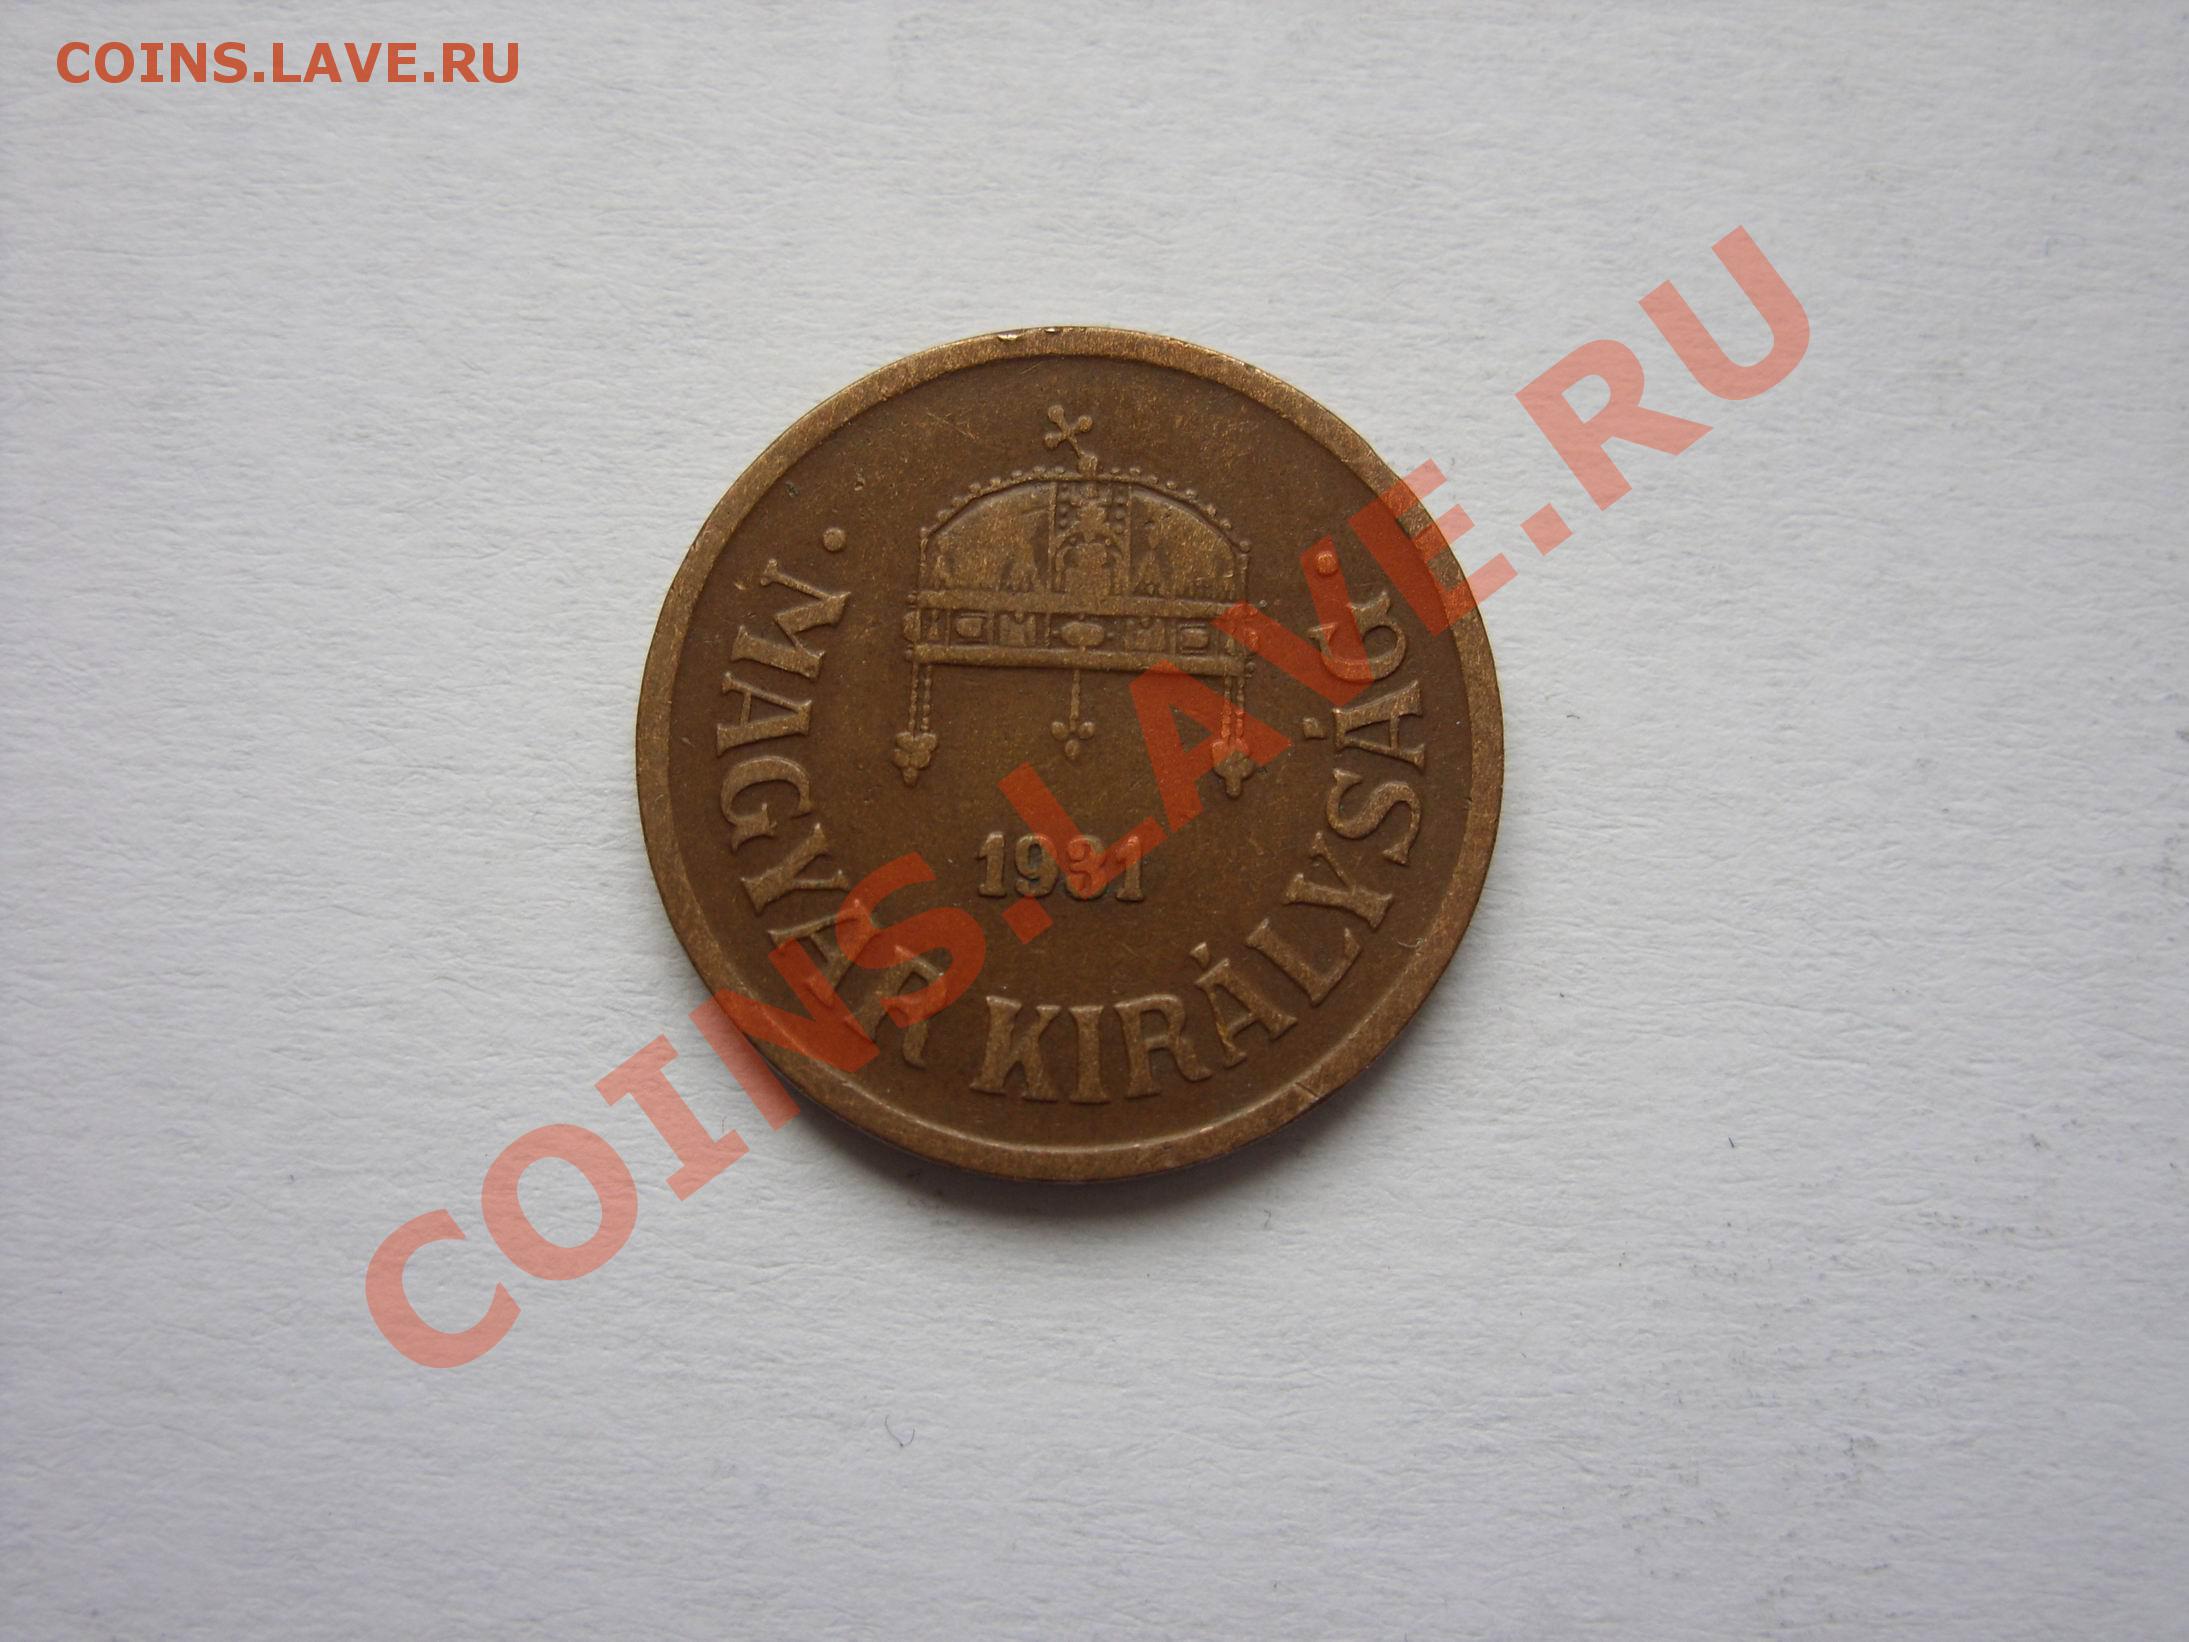 COINS.LAVE.RU
COINS.LAVE.RU
• MAGYAR KIRÁLYSÁG •
1931